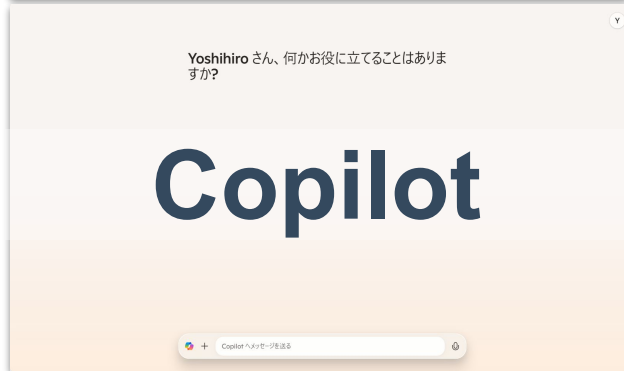 Y
Yoshihiro さん、何かお役に立てることはありま
すか?
Copilot
Copilot へメッセージを送る